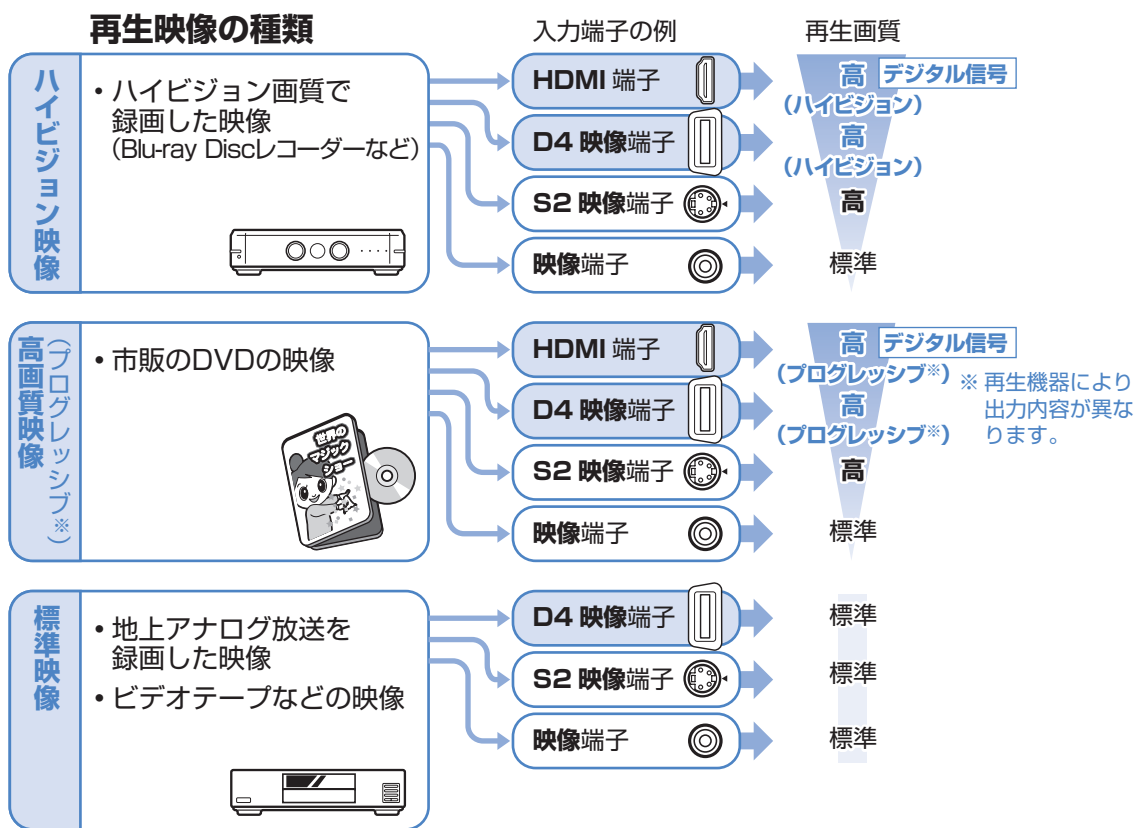 再生映像の種類
入力端子の例
再生画質
ハイビジョン映像
・ハイビジョン画質で
録画した映像
（Blu-ray Discレコーダーなど）
HDMI 端子
D4 映像端子
S2 映像端子
映像端子
高 デジタル信号
（ハイビジョン）
高
（ハイビジョン）
高
標準
高画質映像
（プログレッシブ※）
・市販のDVDの映像
世界の
マジック
ショー
HDMI 端子
D4 映像端子
S2 映像端子
映像端子
高 デジタル信号
（プログレッシブ※）
高
（プログレッシブ※）
高
標準
※ 再生機器により
出力内容が異な
ります。
標準映像
・地上アナログ放送を
録画した映像
・ビデオテープなどの映像
D4 映像端子
S2 映像端子
映像端子
標準
標準
標準